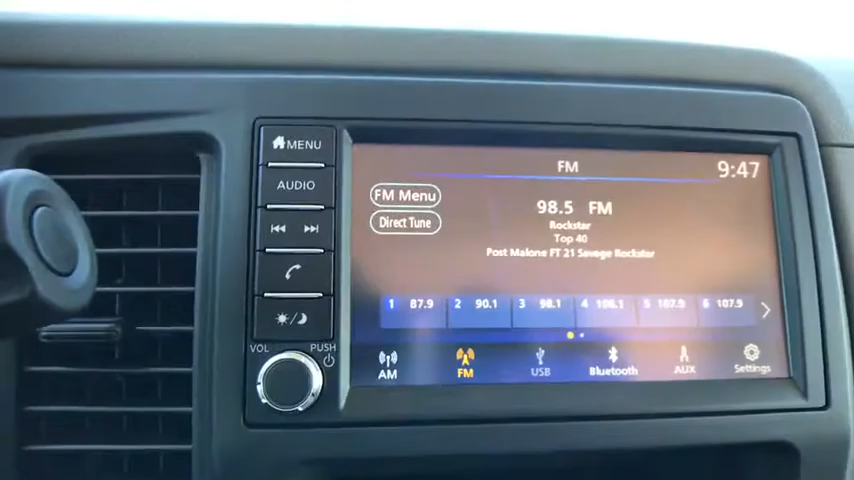 MENU
AUDIO
VOL PUSH
FM 9:47
FM Menu
Direct Tune
98.5 FM
Rockstar
Top 40
POST MALONE FT 21 Savage Rockstar
1 87.9 2 90.1 3 98.1 4 106.1 5 107.9 6 107.9
AM FM USB Bluetooth AUX Settings